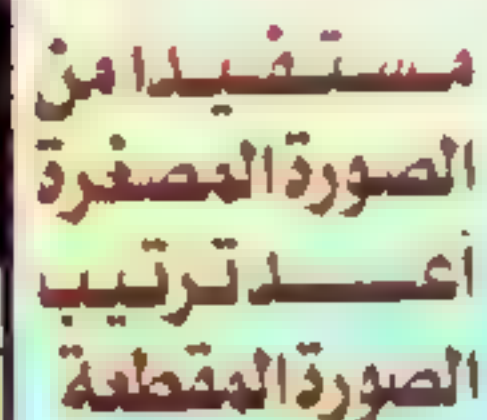 مستفيدا من
الصورة المصغرة
أعد ترتيب
الصورة المقطعة